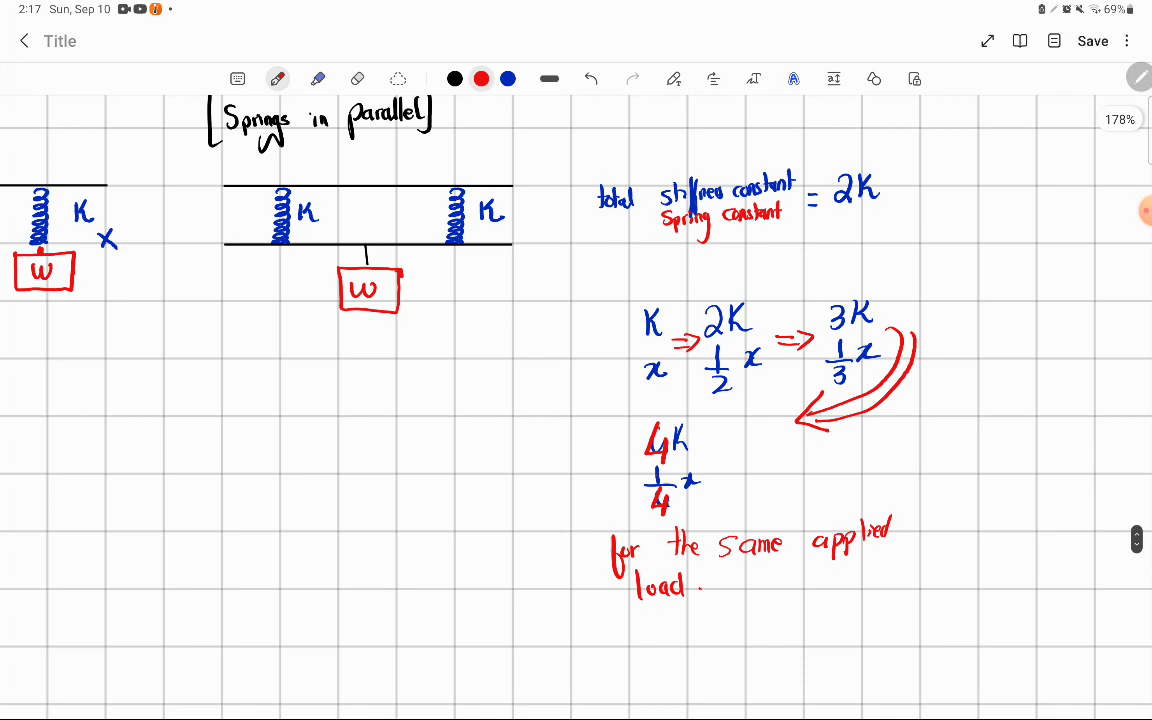 2:17 Sun, Sep 10
69%
Title
Save
178%
[Springs in parallel]
K
x
W
K
K
W
total stiffness constant = 2K
Spring constant
K ⇒ 2K ⇒ 3K
x 1/2 x 1/3 x
4K
1/4 x
for the same applied
load.